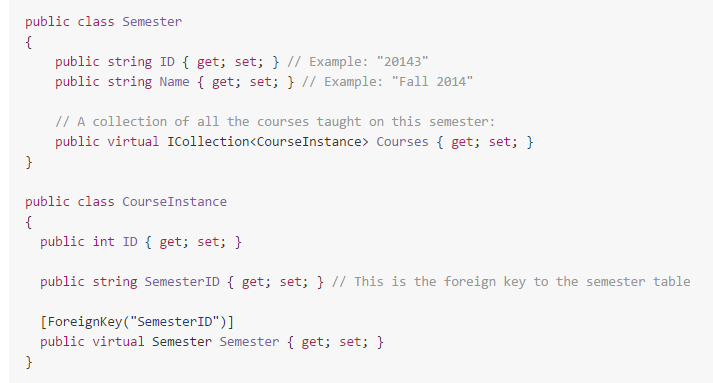 public class Semester
{
    public string ID { get; set; } // Example: "20143"
    public string Name { get; set; } // Example: "Fall 2014"

    // A collection of all the courses taught on this semester:
    public virtual ICollection<CourseInstance> Courses { get; set; }
}

public class CourseInstance
{
  public int ID { get; set; }

  public string SemesterID { get; set; } // This is the foreign key to the semester table

  [ForeignKey("SemesterID")]
  public virtual Semester Semester { get; set; }
}